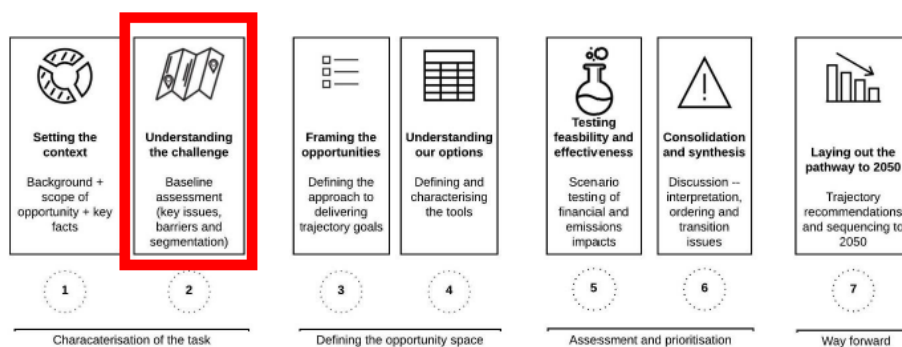 Setting the
context
Background +
scope of
opportunity + key
facts
Understanding
the challenge
Baseline
assessment
(key issues,
barriers and
segmentation)
Framing the
opportunities
Defining the
approach to
delivering
trajectory goals
Understanding
our options
Defining and
characterising
the tools
Testing
feasbility and
effectiveness
Scenario
testing of
financial and
emissions
impacts
Consolidation
and synthesis
Discussion --
interpretation,
ordering and
transition
issues
Laying out the
pathway to 2050
Trajectory
recommendations
and sequencing to
2050
1
2
3
4
5
6
7
Characaterisation of the task
Defining the opportunity space
Assessment and prioritisation
Way forward